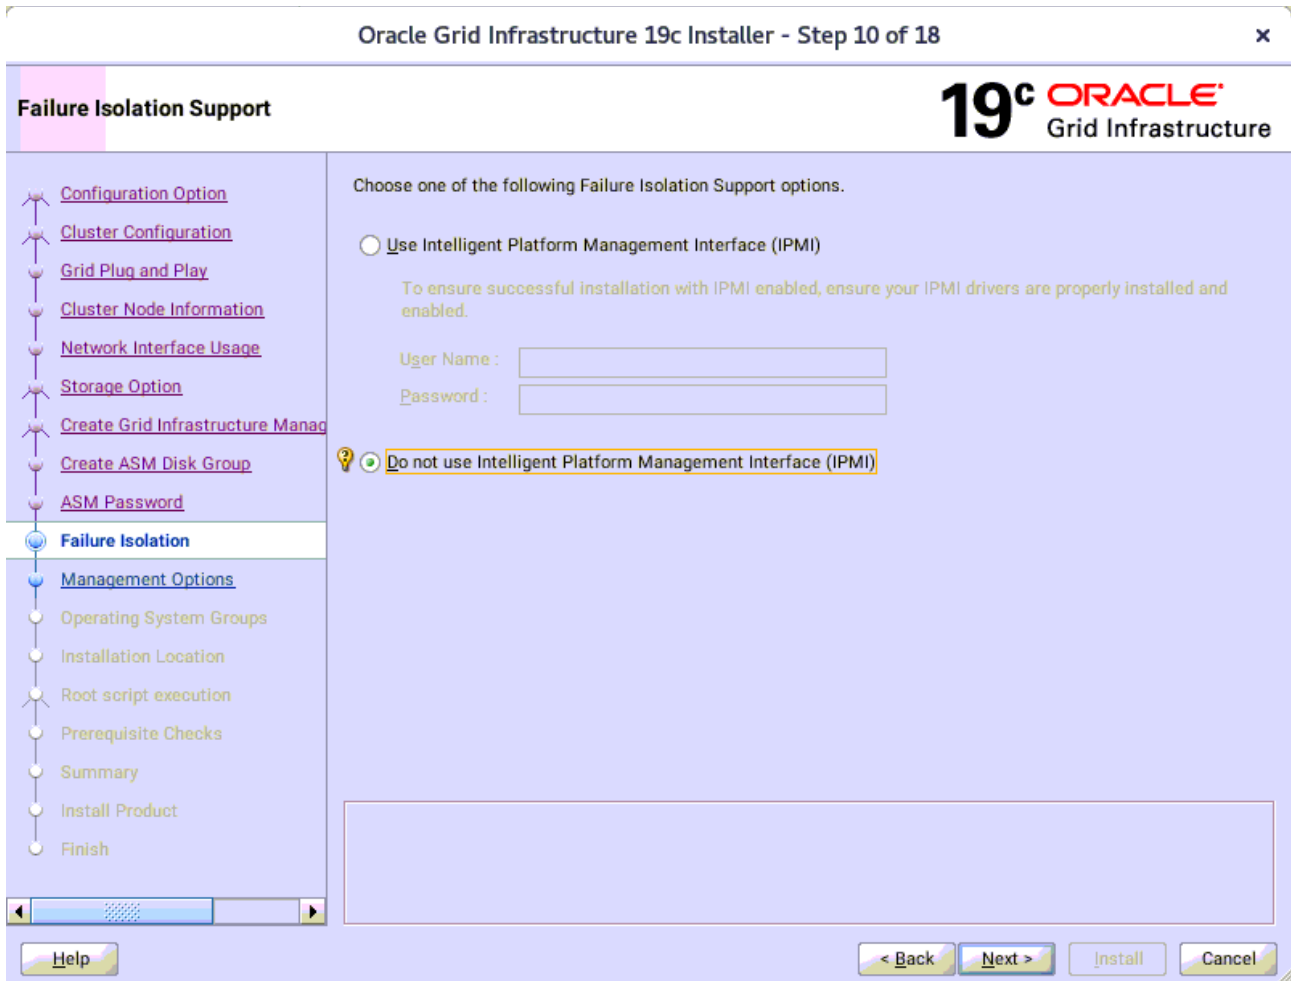 Oracle Grid Infrastructure 19c Installer - Step 10 of 18
Failure Isolation Support
19c ORACLE
Grid Infrastructure
Configuration Option
Cluster Configuration
Grid Plug and Play
Cluster Node Information
Network Interface Usage
Storage Option
Create Grid Infrastructure Manag
Create ASM Disk Group
ASM Password
Failure Isolation
Management Options
Operating System Groups
Installation Location
Root script execution
Prerequisite Checks
Summary
Install Product
Finish
Choose one of the following Failure Isolation Support options.
Use Intelligent Platform Management Interface (IPMI)
To ensure successful installation with IPMI enabled, ensure your IPMI drivers are properly installed and
enabled.
User Name :
Password :
Do not use Intelligent Platform Management Interface (IPMI)
Help
< Back
Next >
Install
Cancel